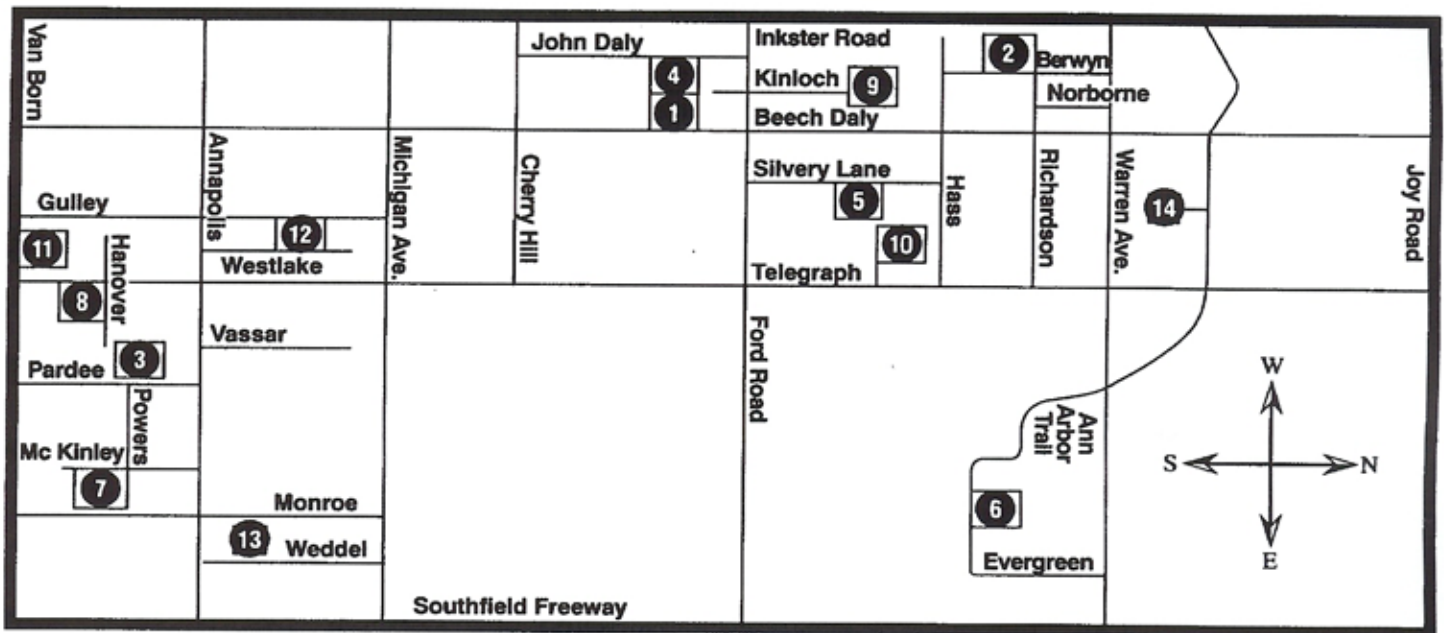 Van Born
John Daly
Inkster Road
Kinloch
Beech Daly
4
1
9
2
Berwyn
Norborne
Annapolis
Michigan Ave.
Cherry Hill
Silvery Lane
5
10
Telegraph
Hass
Richardson
Warren Ave.
14
Joy Road
Gulley
11
Hanover
12
Westlake
8
Vassar
3
Pardee
Powers
Mc Kinley
7
Monroe
13
Weddel
Southfield Freeway
Ford Road
Ann
Arbor
Trail
6
Evergreen
W
S
N
E